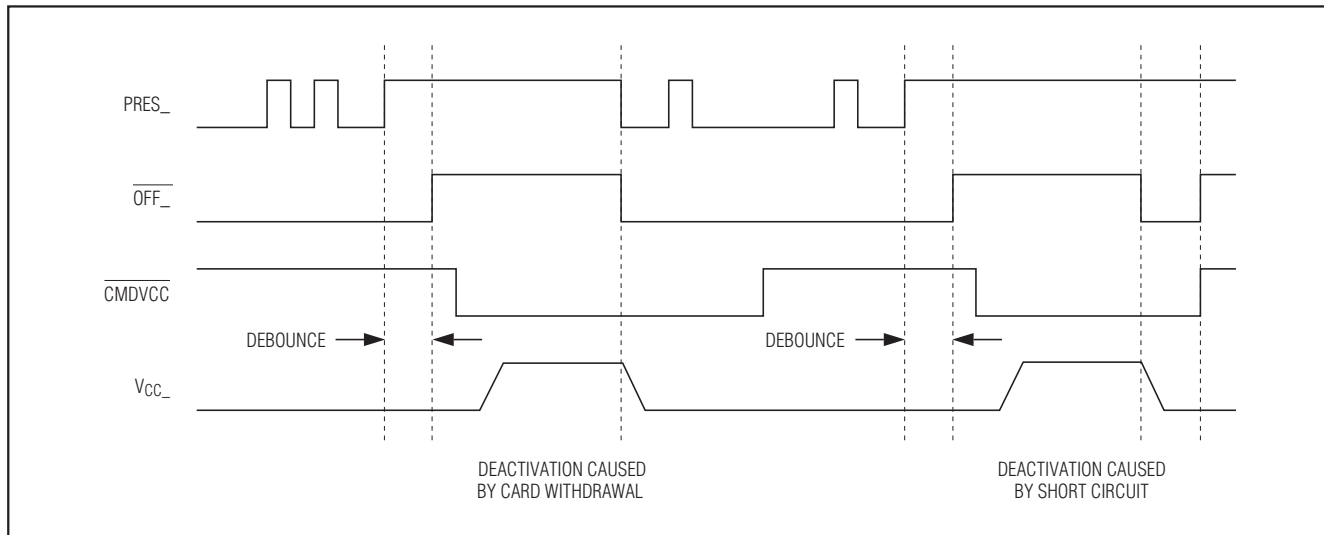 PRES_
OFF_
CMDVCC
DEBOUNCE
DEBOUNCE
VCC_
DEACTIVATION CAUSED
BY CARD WITHDRAWAL
DEACTIVATION CAUSED
BY SHORT CIRCUIT